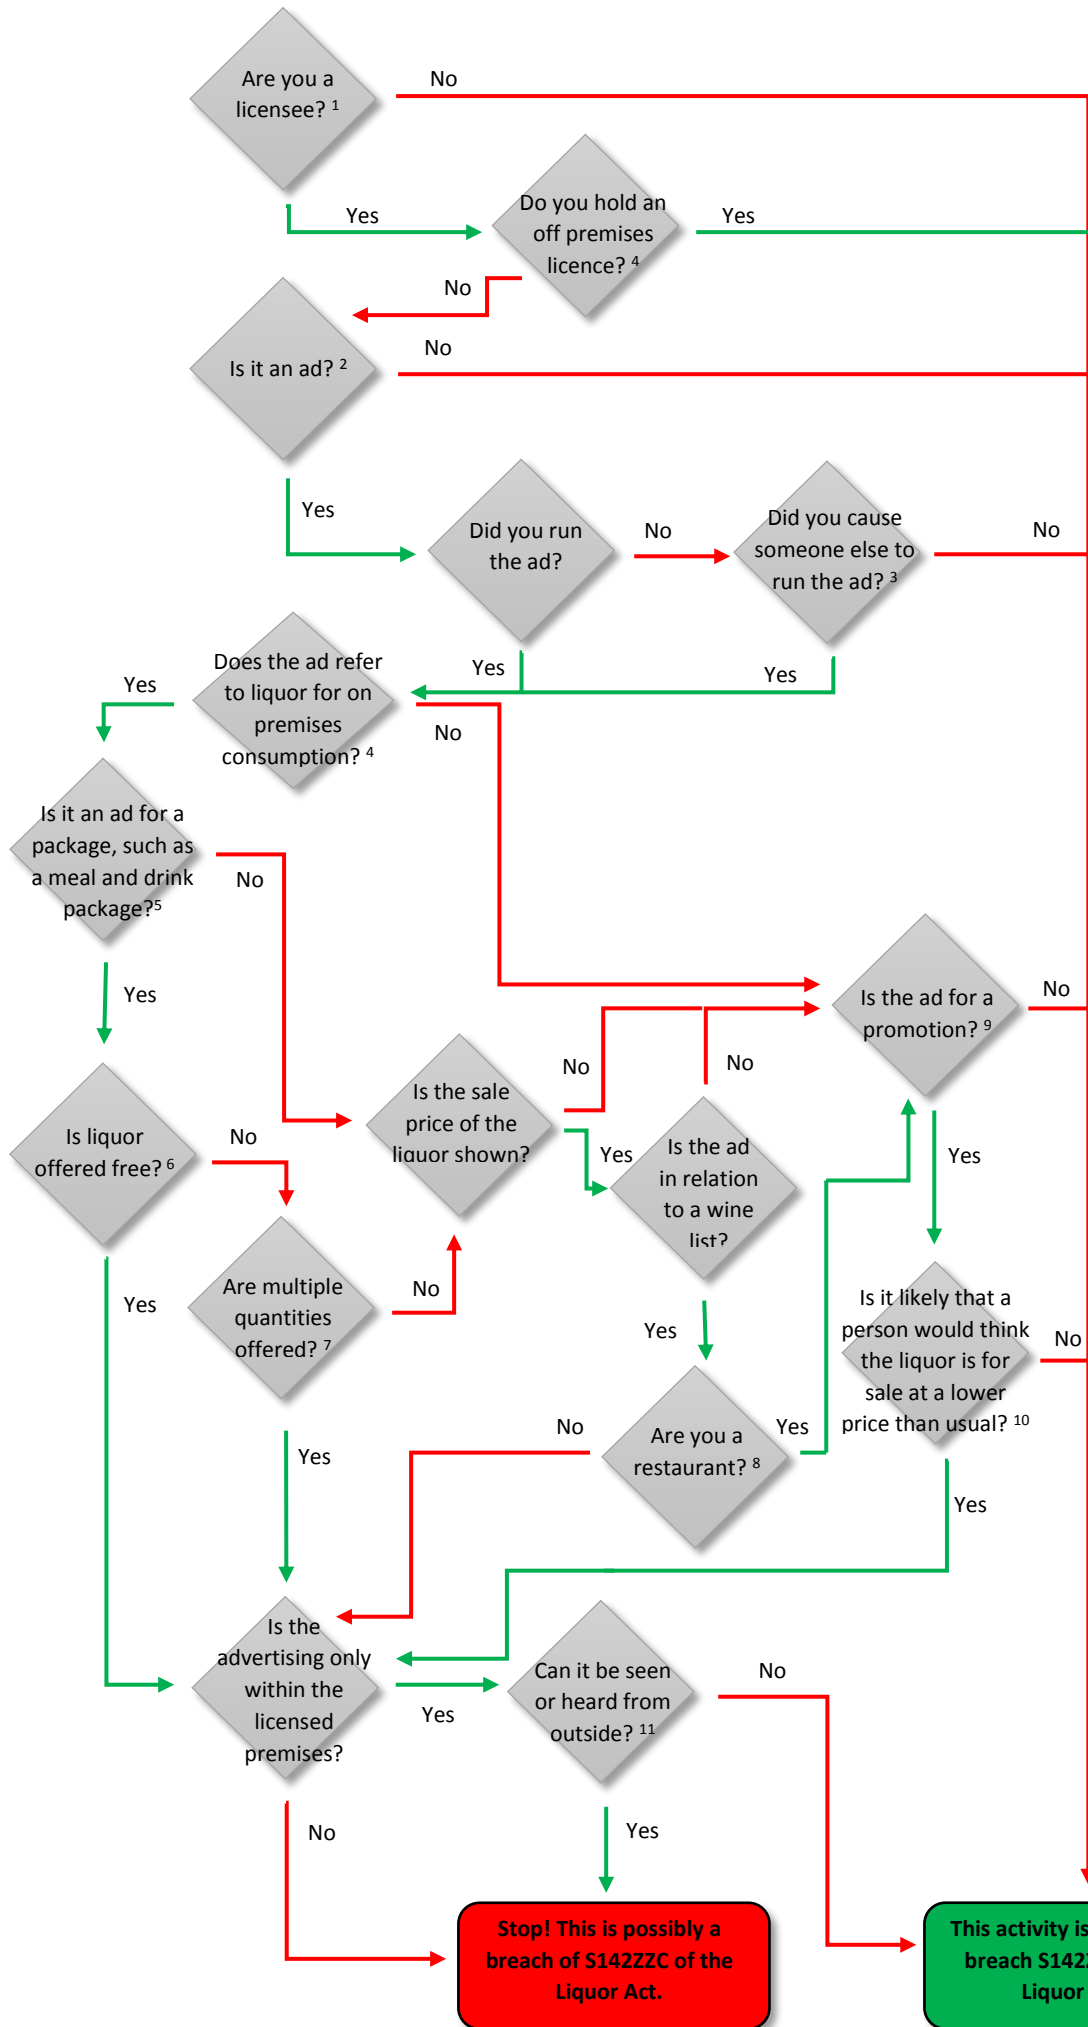 Are you a
licensee? 1
No
Yes
Do you hold an
off premises
licence? 4
Yes
No
Is it an ad? 2
No
Yes
Did you run
the ad?
No
Did you cause
someone else to
run the ad? 3
No
Yes
Yes
Does the ad refer
to liquor for on
premises
consumption? 4
Yes
No
Is it an ad for a
package, such as
a meal and drink
package?5
No
Yes
Is the ad for a
promotion? 9
No
Yes
Is liquor
offered free? 6
No
Yes
Is the sale
price of the
liquor shown?
No
Yes
Is the ad
in relation
to a wine
list?
No
Yes
Are multiple
quantities
offered? 7
No
Yes
Is it likely that a
person would think
the liquor is for
sale at a lower
price than usual? 10
No
Yes
Are you a
restaurant? 8
No
Yes
Is the
advertising only
within the
licensed
premises?
Yes
No
Can it be seen
or heard from
outside? 11
No
Yes
Stop! This is possibly a
breach of S142ZZC of the
Liquor Act.
This activity is
breach S142
Liquor